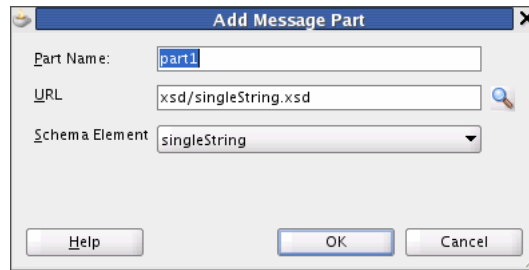 Add Message Part
Part Name: part1
URL xsd/singleString.xsd
Schema Element singleString
Help OK Cancel